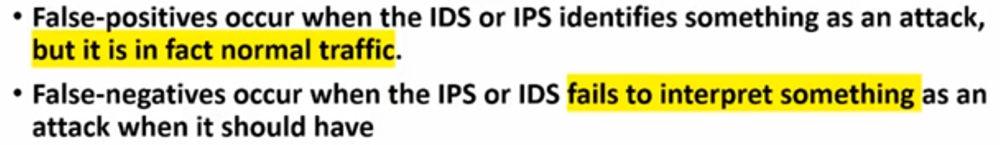 • False-positives occur when the IDS or IPS identifies something as an attack,
but it is in fact normal traffic.
• False-negatives occur when the IPS or IDS fails to interpret something as an
attack when it should have